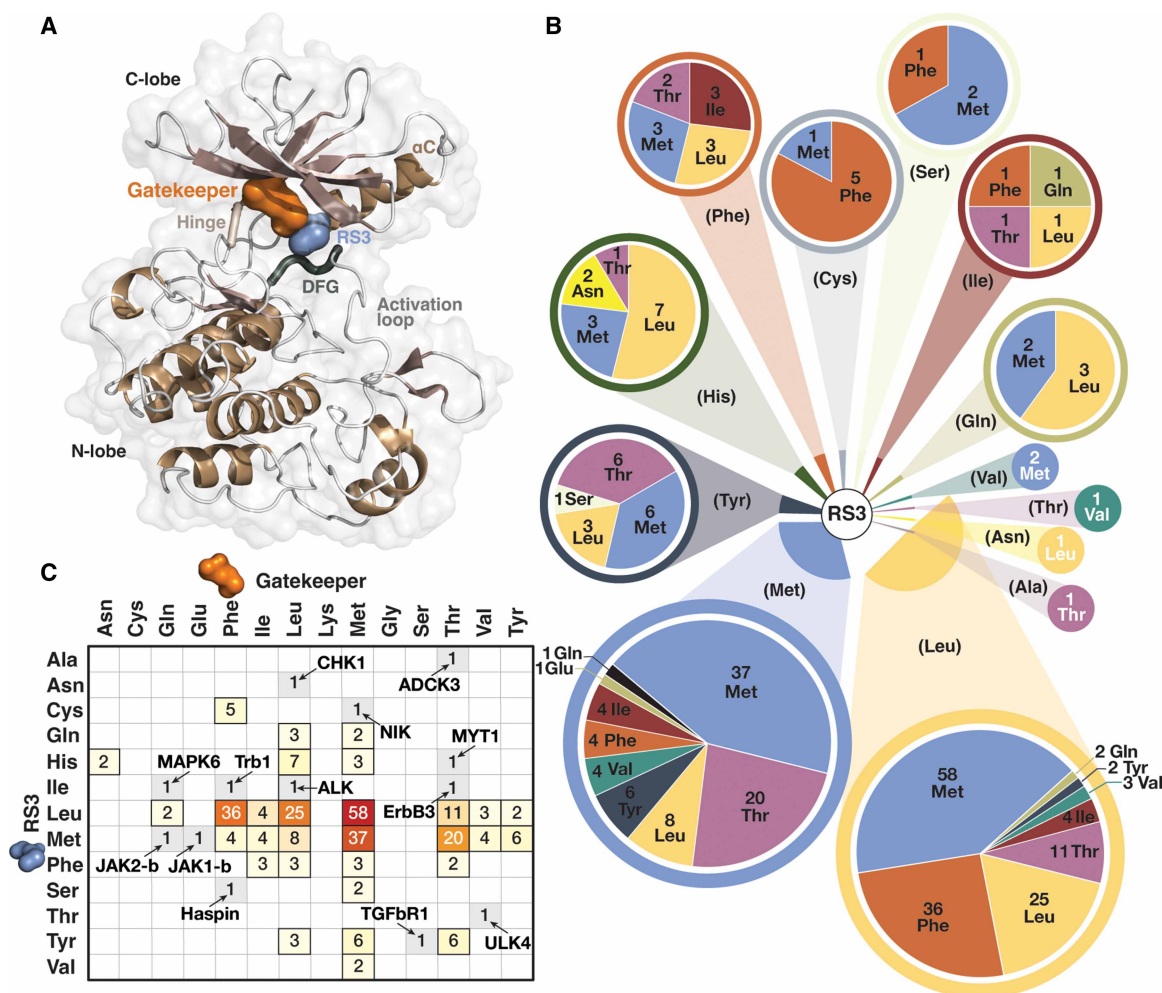 A
C-lobe
αC
Gatekeeper
Hinge
RS3
DFG
Activation
loop
N-lobe
B
1
Phe
2
Met
(Ser)
2
Thr
3
Ile
3
Met
3
Leu
(Phe)
1
Met
5
Phe
(Cys)
1
Phe
1
Gln
1
Thr
1
Leu
(Ile)
1
Thr
2
Asn
7
Leu
3
Met
(His)
2
Met
3
Leu
(Gln)
6
Thr
1 Ser
3
Leu
6
Met
(Tyr)
RS3
(Val)
2
Met
(Thr)
1
Val
(Asn)
1
Leu
(Ala)
1
Thr
(Met)
(Leu)
1 Gln
1 Glu
37
Met
4 Ile
4 Phe
4 Val
6
Tyr
8
Leu
20
Thr
58
Met
2 Gln
2 Tyr
3 Val
4 Ile
11 Thr
25
Leu
36
Phe
C
Gatekeeper
Asn Cys Gln Glu Phe Ile Leu Lys Met Gly Ser Thr Val Tyr
RS3
Ala 1
CHK1
ADCK3
Asn 1
Cys 5 1
NIK
Gln 3 2
MYT1
His 2 7 3 1
MAPK6 Trb1
Ile 1 1 1 1
ALK
ErbB3
Leu 2 36 4 25 58 11 3 2
Met 1 1 4 4 8 37 20 4 6
JAK2-b JAK1-b
Phe 3 3 3 2
Ser 1 2
Haspin
TGFbR1
Thr 1
ULK4
Tyr 3 6 1 6
Val 2